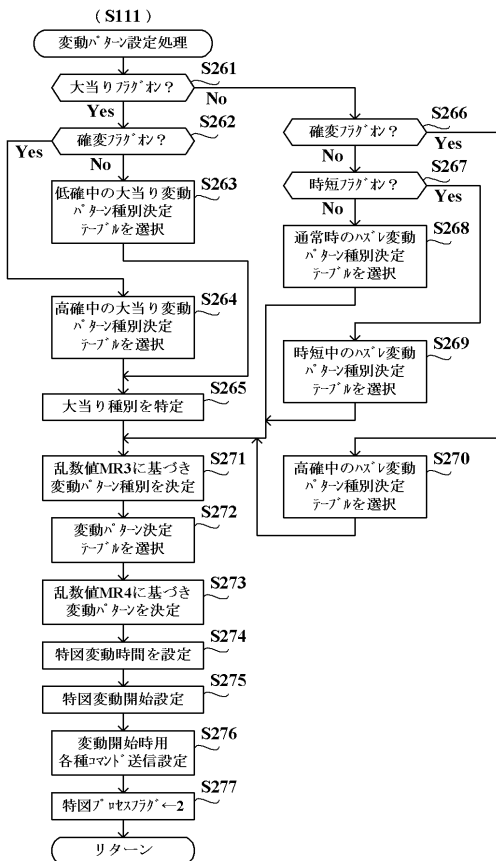 (S111)
変動ﾊﾟﾀｰﾝ設定処理
S261
大当りﾌﾗｸﾞｵﾝ?
Yes
No
S262
確変ﾌﾗｸﾞｵﾝ?
Yes
No
S263
低確中の大当り変動
ﾊﾟﾀｰﾝ種別決定
ﾃｰﾌﾞﾙを選択
S264
高確中の大当り変動
ﾊﾟﾀｰﾝ種別決定
ﾃｰﾌﾞﾙを選択
S265
大当り種別を特定
S266
確変ﾌﾗｸﾞｵﾝ?
Yes
No
S267
時短ﾌﾗｸﾞｵﾝ?
Yes
No
S268
通常時のﾊｽﾞﾚ変動
ﾊﾟﾀｰﾝ種別決定
ﾃｰﾌﾞﾙを選択
S269
時短中のﾊｽﾞﾚ変動
ﾊﾟﾀｰﾝ種別決定
ﾃｰﾌﾞﾙを選択
S270
高確中のﾊｽﾞﾚ変動
ﾊﾟﾀｰﾝ種別決定
ﾃｰﾌﾞﾙを選択
S271
乱数値MR3に基づき
変動ﾊﾟﾀｰﾝ種別を決定
S272
変動ﾊﾟﾀｰﾝ決定
ﾃｰﾌﾞﾙを選択
S273
乱数値MR4に基づき
変動ﾊﾟﾀｰﾝを決定
S274
特図変動時間を設定
S275
特図変動開始設定
S276
変動開始時用
各種ｺﾏﾝﾄﾞ送信設定
S277
特図ﾌﾟﾛｾｽﾌﾗｸﾞ←2
リターン